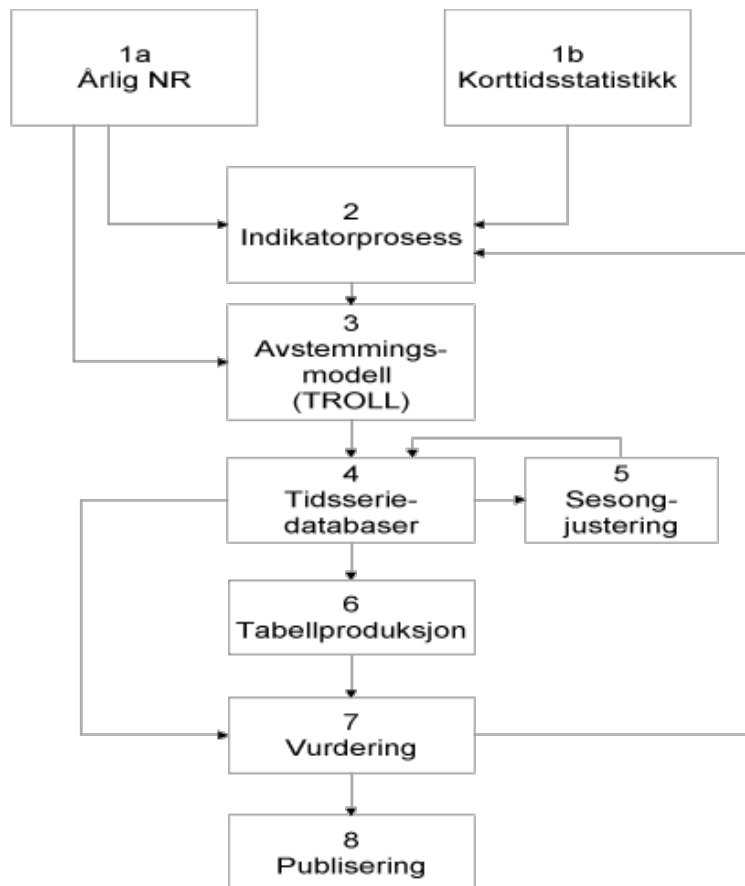 1a
Årlig NR
1b
Korttidsstatistikk
2
Indikatorprosess
3
Avstemmings-
modell
(TROLL)
4
Tidsserie-
databaser
5
Sesong-
justering
6
Tabellproduksjon
7
Vurdering
8
Publisering